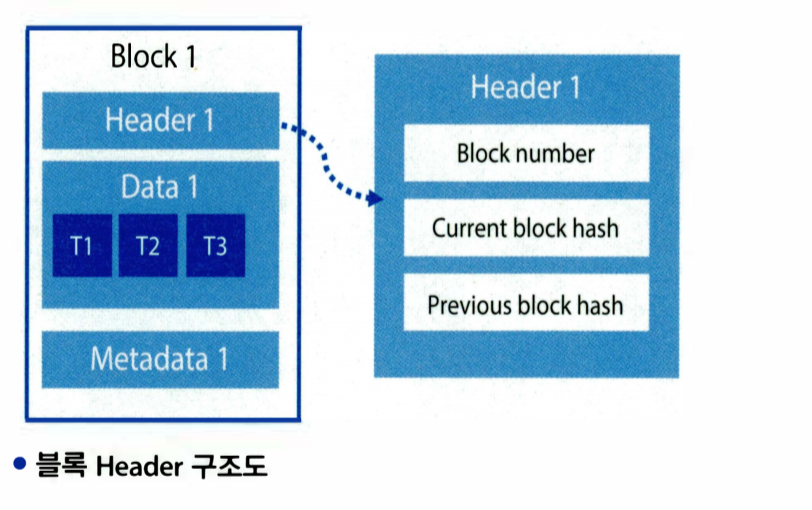 Block 1
Header 1
Data 1
T1 T2 T3
Metadata 1
Header 1
Block number
Current block hash
Previous block hash
• 블록 Header 구조도